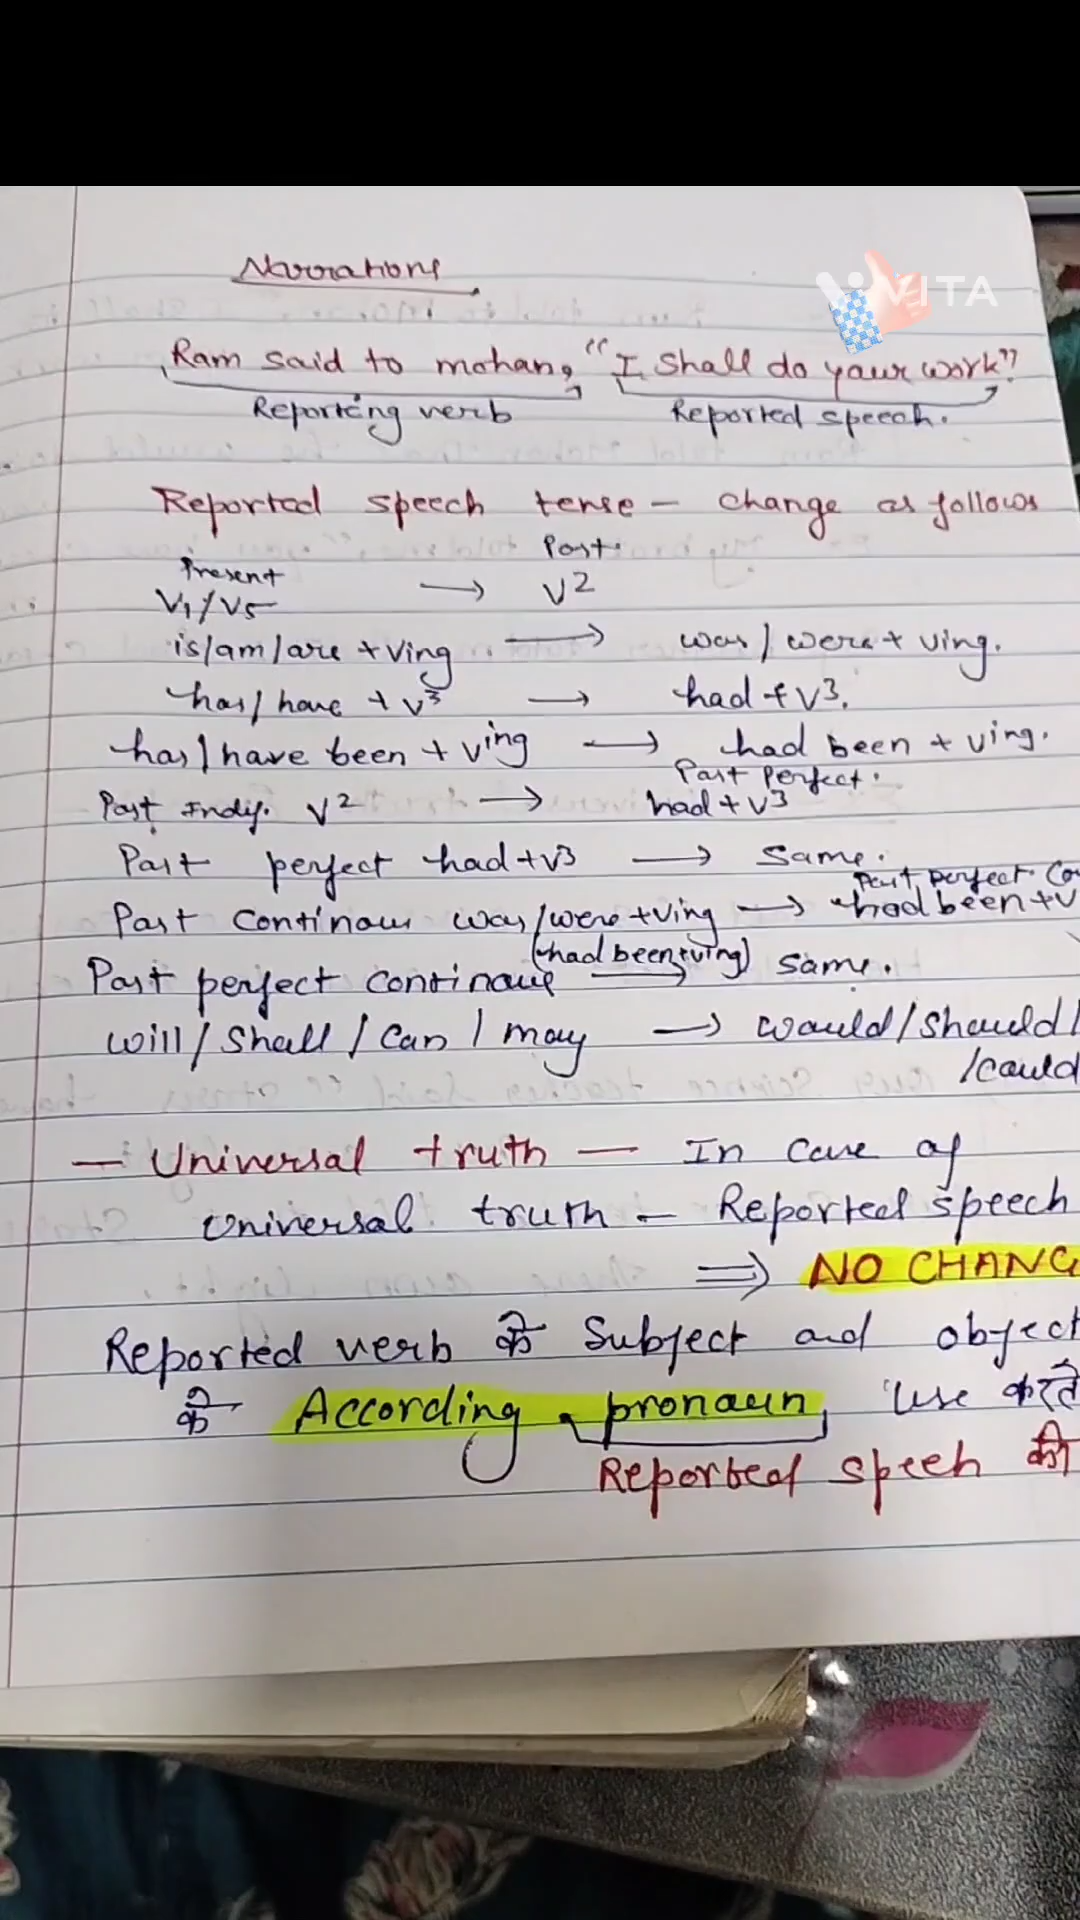 Narrations
VITA
Ram said to mohan, "I shall do your work"
Reporting verb Reported speech.
Reported speech tense - change as follows
Present Past
V1/V5 → V2
is/am/are + Ving → was/were + Ving.
has/have + V3 → had + V3.
has/have been + Ving → had been + Ving.
Past Perfect.
Past Indif. V2 → had + V3
Past perfect had+V3 → same.
Past perfect. Co
Past continous was/were +Ving → had been +V
(had been+ving)
Past perfect continous → same.
will/shall/can/may → would/should/
/could
- Universal truth - In case of
Universal truth - Reported speech
⇒ NO CHANG
Reported verb के subject and object
के According pronoun, use करते
Reported speech की